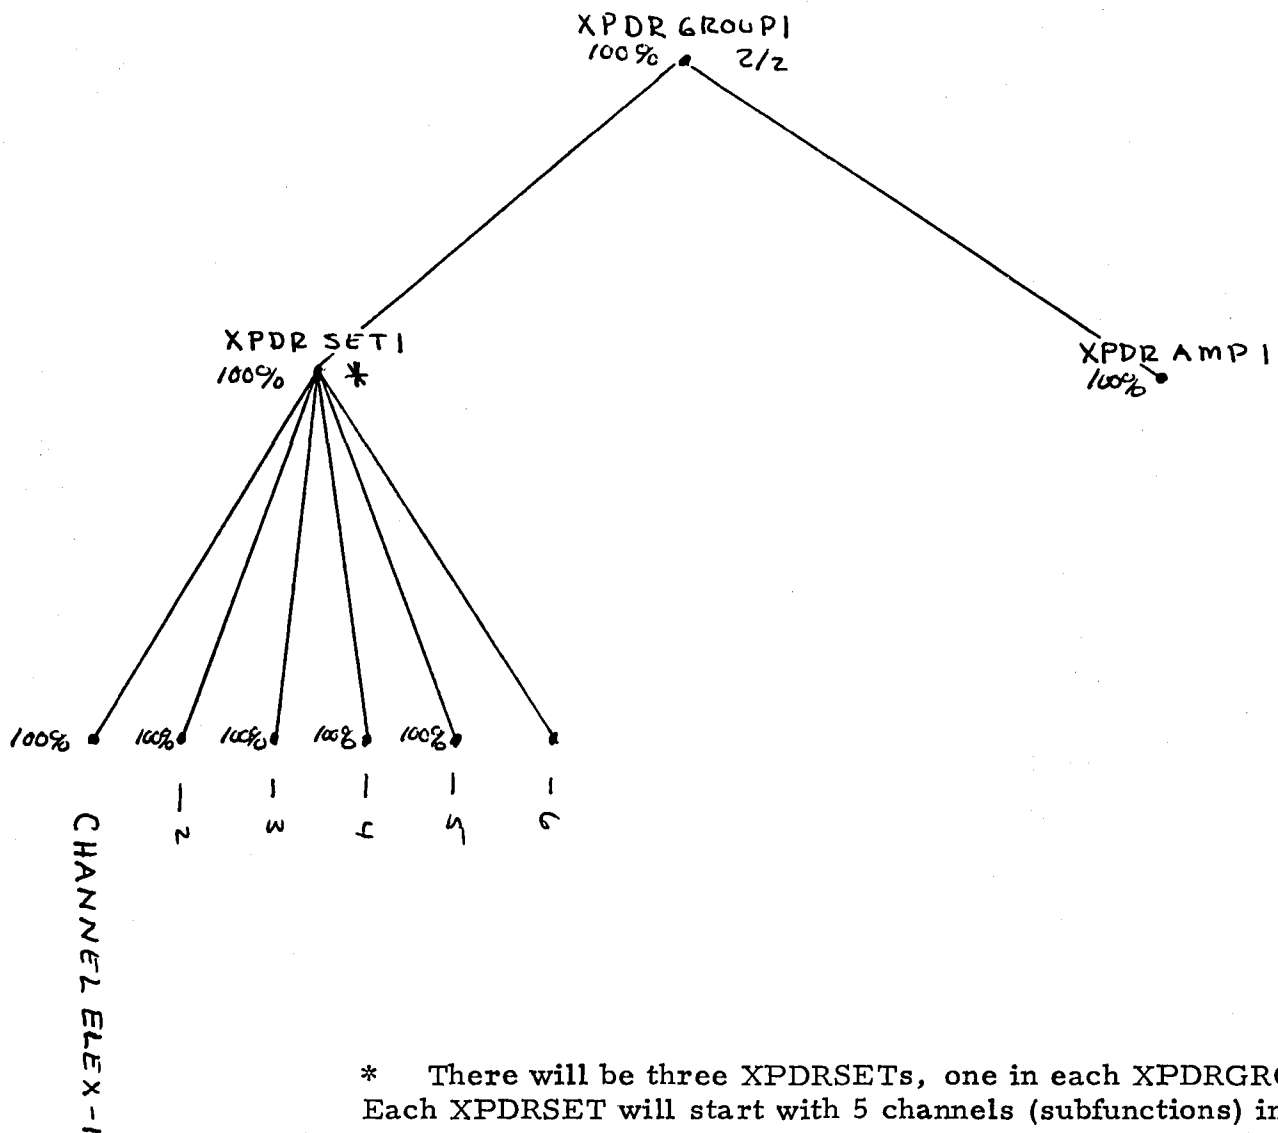 XPDR GROUP1
100% 2/2
XPDR SET1
100% *
XPDR AMP1
100%
100% 100% 100% 100% 100%
CHANNEL ELEX-1
-2
-3
-4
-5
-6
* There will be three XPDRSETs, one in each XPDRGR
Each XPDRSET will start with 5 channels (subfunctions) in